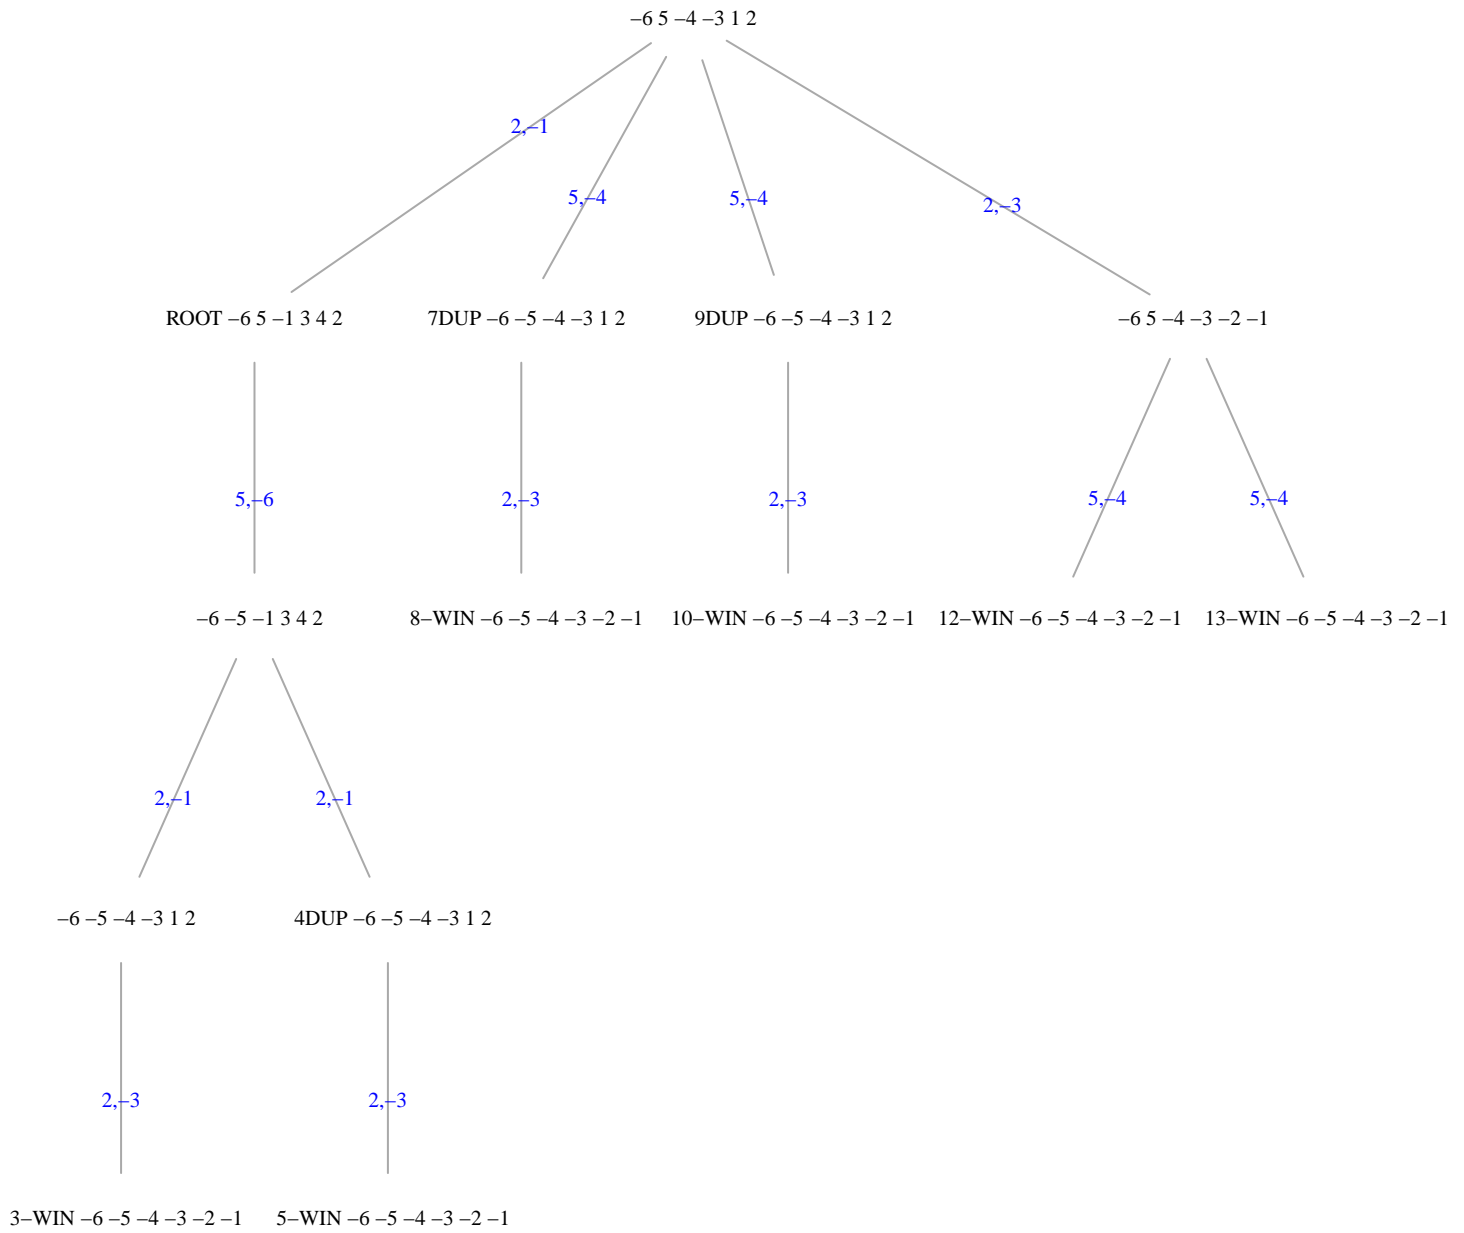 –6 5 –4 –3 1 2
2,–1
5,–4
5,–4
2,–3
ROOT –6 5 –1 3 4 2
7DUP –6 –5 –4 –3 1 2
9DUP –6 –5 –4 –3 1 2
–6 5 –4 –3 –2 –1
5,–6
2,–3
2,–3
5,–4
5,–4
–6 –5 –1 3 4 2
8–WIN –6 –5 –4 –3 –2 –1
10–WIN –6 –5 –4 –3 –2 –1
12–WIN –6 –5 –4 –3 –2 –1
13–WIN –6 –5 –4 –3 –2 –1
2,–1
2,–1
–6 –5 –4 –3 1 2
4DUP –6 –5 –4 –3 1 2
2,–3
2,–3
3–WIN –6 –5 –4 –3 –2 –1
5–WIN –6 –5 –4 –3 –2 –1